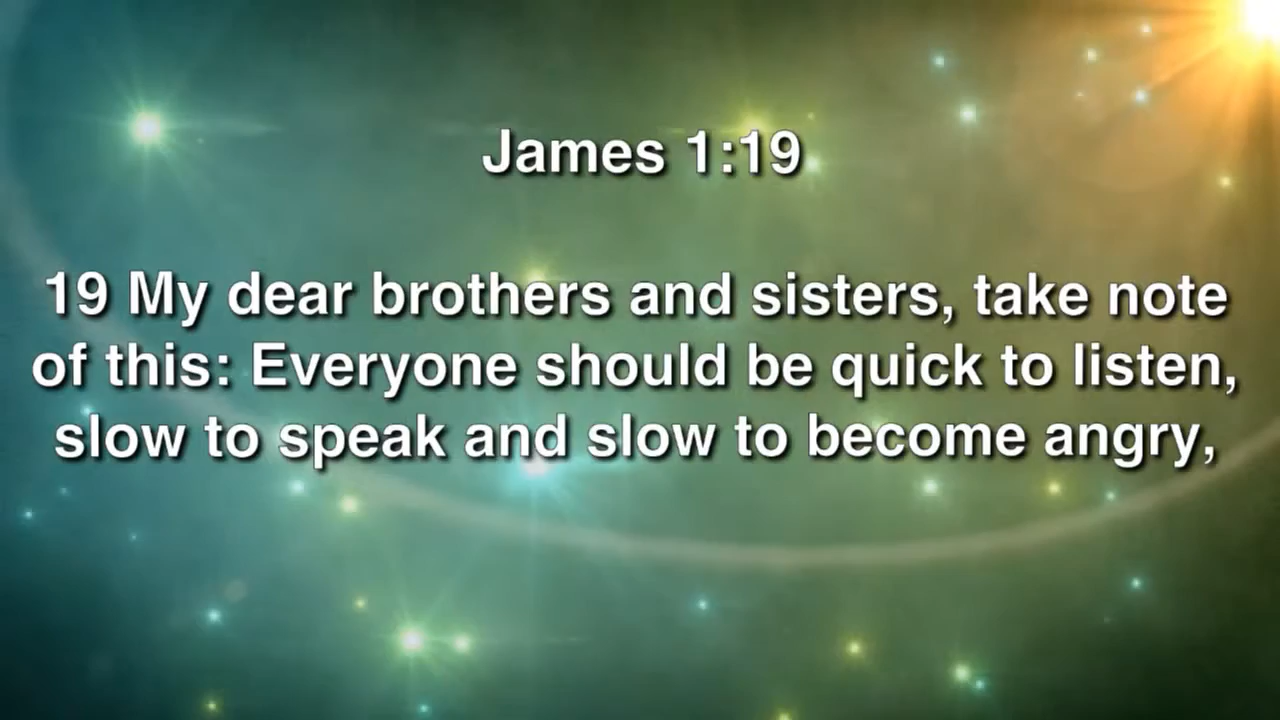 James 1:19
19 My dear brothers and sisters, take note
of this: Everyone should be quick to listen,
slow to speak and slow to become angry,